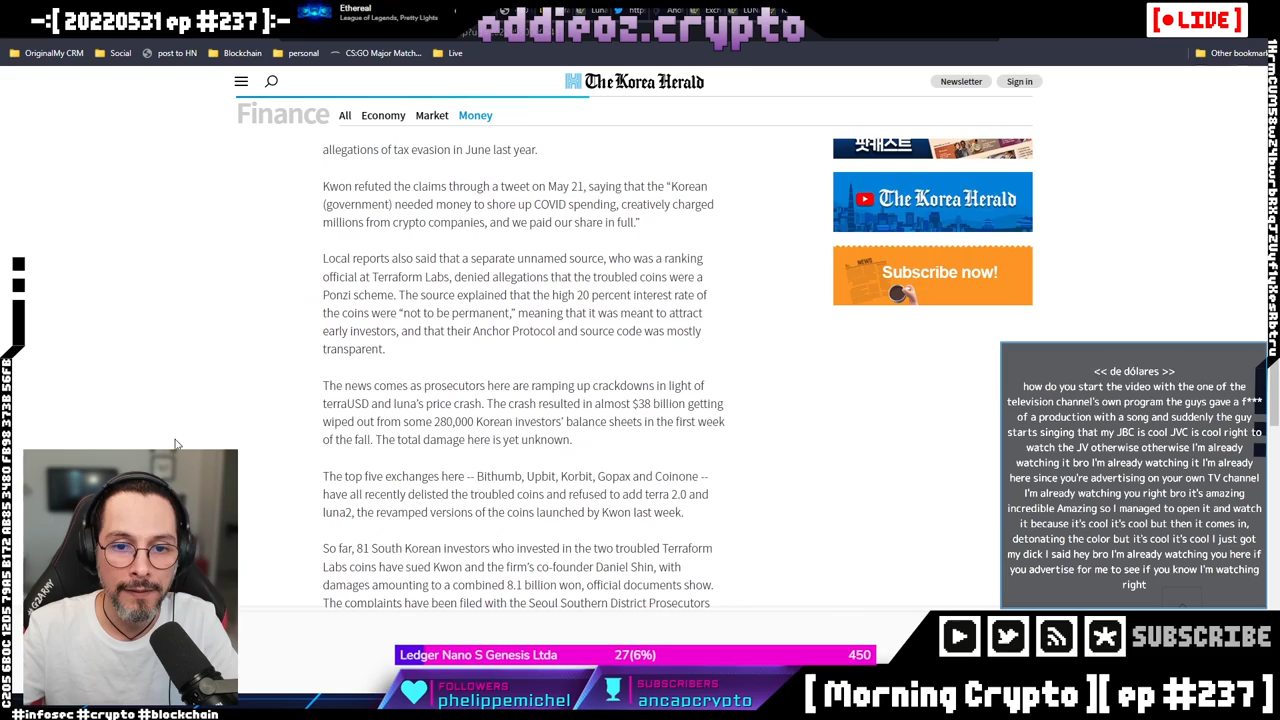 -:[ 20220531 ep #237 ]:-
Ethereal
League of Legends, Pretty Lights
eddieoz.crypto
[ ● LIVE ]
OriginalMy CRM
Social
post to HN
Blockchain
personal
CS:GO Major Match...
Live
Other bookmar
The Korea Herald
Newsletter
Sign in
Finance
All
Economy
Market
Money
allegations of tax evasion in June last year.
Kwon refuted the claims through a tweet on May 21, saying that the “Korean
(government) needed money to shore up COVID spending, creatively charged
millions from crypto companies, and we paid our share in full.”
Local reports also said that a separate unnamed source, who was a ranking
official at Terraform Labs, denied allegations that the troubled coins were a
Ponzi scheme. The source explained that the high 20 percent interest rate of
the coins were “not to be permanent,” meaning that it was meant to attract
early investors, and that their Anchor Protocol and source code was mostly
transparent.
The news comes as prosecutors here are ramping up crackdowns in light of
terraUSD and luna’s price crash. The crash resulted in almost $38 billion getting
wiped out from some 280,000 Korean investors’ balance sheets in the first week
of the fall. The total damage here is yet unknown.
The top five exchanges here -- Bithumb, Upbit, Korbit, Gopax and Coinone --
have all recently delisted the troubled coins and refused to add terra 2.0 and
luna2, the revamped versions of the coins launched by Kwon last week.
So far, 81 South Korean investors who invested in the two troubled Terraform
Labs coins have sued Kwon and the firm’s co-founder Daniel Shin, with
damages amounting to a combined 8.1 billion won, official documents show.
The complaints have been filed with the Seoul Southern District Prosecutors
팟캐스트
The Korea Herald
NEWS
Subscribe now!
<< de dólares >>
how do you start the video with the one of the
television channel's own program the guys gave a f***
of a production with a song and suddenly the guy
starts singing that my JBC is cool JVC is cool right to
watch the JV otherwise otherwise I'm already
watching it bro I'm already watching it I'm already
here since you're advertising on your own TV channel
I'm already watching you right bro it's amazing
incredible Amazing so I managed to open it and watch
it because it's cool it's cool but then it comes in,
detonating the color but it's cool it's cool I just got
my dick I said hey bro I'm already watching you here if
you advertise for me to see if you know I'm watching
right
Ledger Nano S Genesis Ltda
27(6%)
450
FOLLOWERS
phelippemichel
SUBSCRIBERS
ancapcrypto
SUBSCRIBE
[ Morning Crypto ][ ep #237 ]
#infosec #crypto #blockchain